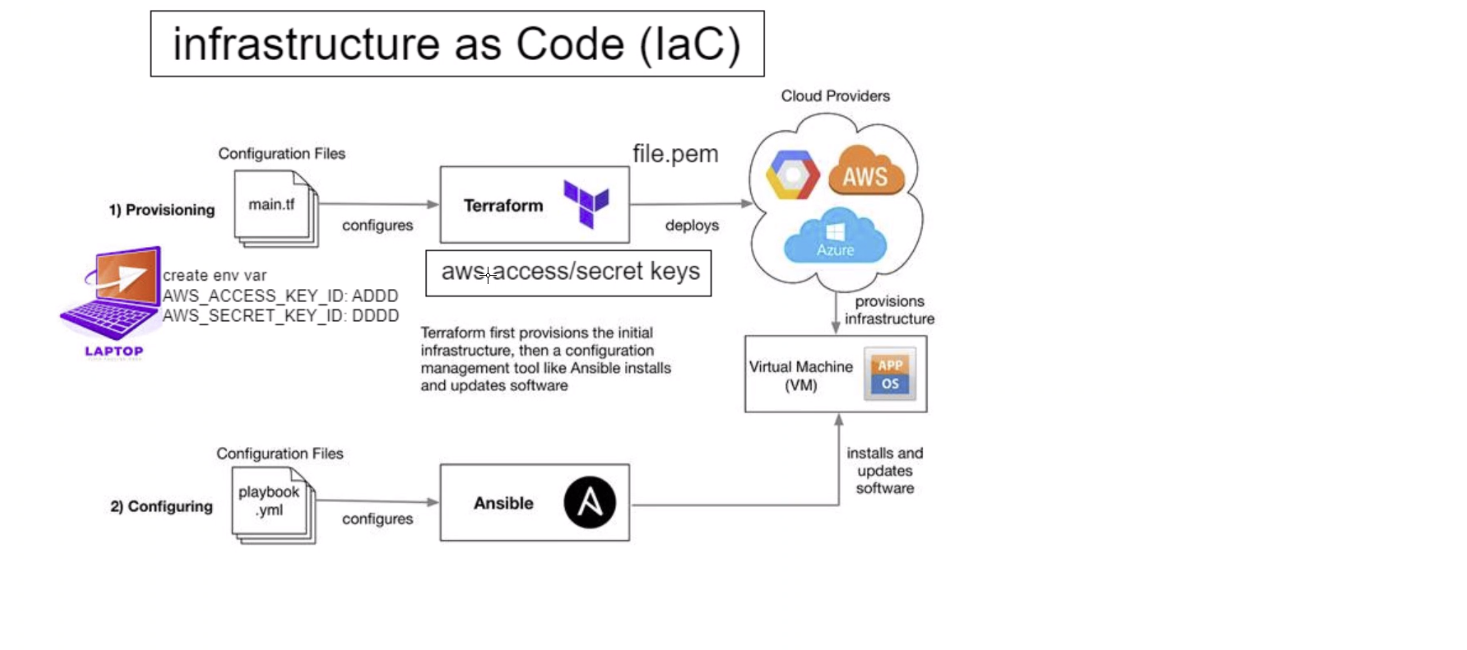 infrastructure as Code (IaC)
Cloud Providers
Configuration Files
file.pem
main.tf
1) Provisioning
configures
Terraform
deploys
AWS
Azure
create env var
AWS_ACCESS_KEY_ID: ADDD
AWS_SECRET_KEY_ID: DDDD
LAPTOP
aws access/secret keys
provisions
infrastructure
Terraform first provisions the initial
infrastructure, then a configuration
management tool like Ansible installs
and updates software
Virtual Machine
(VM)
APP
OS
Configuration Files
playbook
.yml
2) Configuring
configures
Ansible
installs and
updates
software